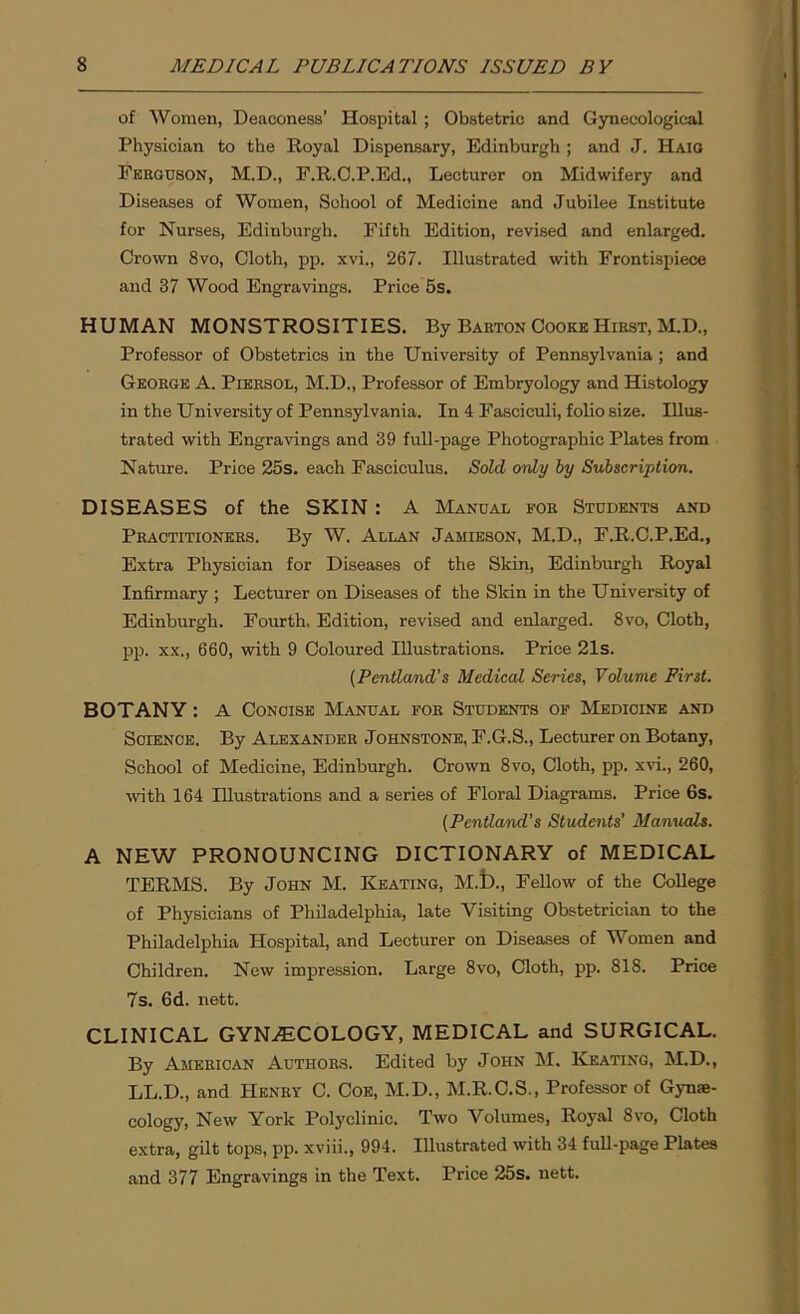 8 MEDICAL PUBLICATIONS ISSUED BY
of Women, Deaconess' Hospital ; Obstetric and Gynecological
Physician to the Royal Dispensary, Edinburgh ; and J. Haig
Ferguson, M.D., F.R.C.P.Ed., Lecturer on Midwifery and
Diseases of Women, School of Medicine and Jubilee Institute
for Nurses, Edinburgh. Fifth Edition, revised and enlarged.
Crown 8vo, Cloth, pp. xvi., 267. Illustrated with Frontispiece
and 37 Wood Engravings. Price 5s.
HUMAN MONSTROSITIES. By Barton Cooke Hirst, M.D.,
Professor of Obstetrics in the University of Pennsylvania ; and
George A. Piersol, M.D., Professor of Embryology and Histology
in the University of Pennsylvania. In 4 Fasciculi, folio size. Illus-
trated with Engravings and 39 full-page Photographic Plates from
Nature. Price 25s. each Fasciculus. Sold only by Subscription.
DISEASES of the SKIN : A Manual for Students and
Practitioners. By W. Allan Jamieson, M.D., F.R.C.P.Ed.,
Extra Physician for Diseases of the Skin, Edinburgh Royal
Infirmary ; Lecturer on Diseases of the Skin in the University of
Edinburgh. Fourth. Edition, revised and enlarged. 8vo, Cloth,
pp. xx., 660, with 9 Coloured Illustrations. Price 21s.
(Pentland's Medical Series, Volume First.
BOTANY : A Concise Manual for Students of Medicine and
Science. By Alexander Johnstone, F.G.S., Lecturer on Botany,
School of Medicine, Edinburgh. Crown 8vo, Cloth, pp. xvi., 260,
with 164 Illustrations and a series of Floral Diagrams. Price 6s.
(Pentland's Students' Manuals.
A NEW PRONOUNCING DICTIONARY of MEDICAL
TERMS. By John M. Keating, M.D., Fellow of the College
of Physicians of Philadelphia, late Visiting Obstetrician to the
Philadelphia Hospital, and Lecturer on Diseases of Women and
Children. New impression. Large 8vo, Cloth, pp. 818. Price
7s. 6d. nett.
CLINICAL GYNÆCOLOGY, MEDICAL and SURGICAL.
By American Authors. Edited by John M. Keating, M.D.,
LL.D., and Henry C. Coe, M.D., M.R.C.S., Professor of Gynæ-
cology, New York Polyclinic. Two Volumes, Royal 8vo, Cloth
extra, gilt tops, pp. xviii., 994. Illustrated with 34 full-page Plates
and 377 Engravings in the Text. Price 25s. nett.